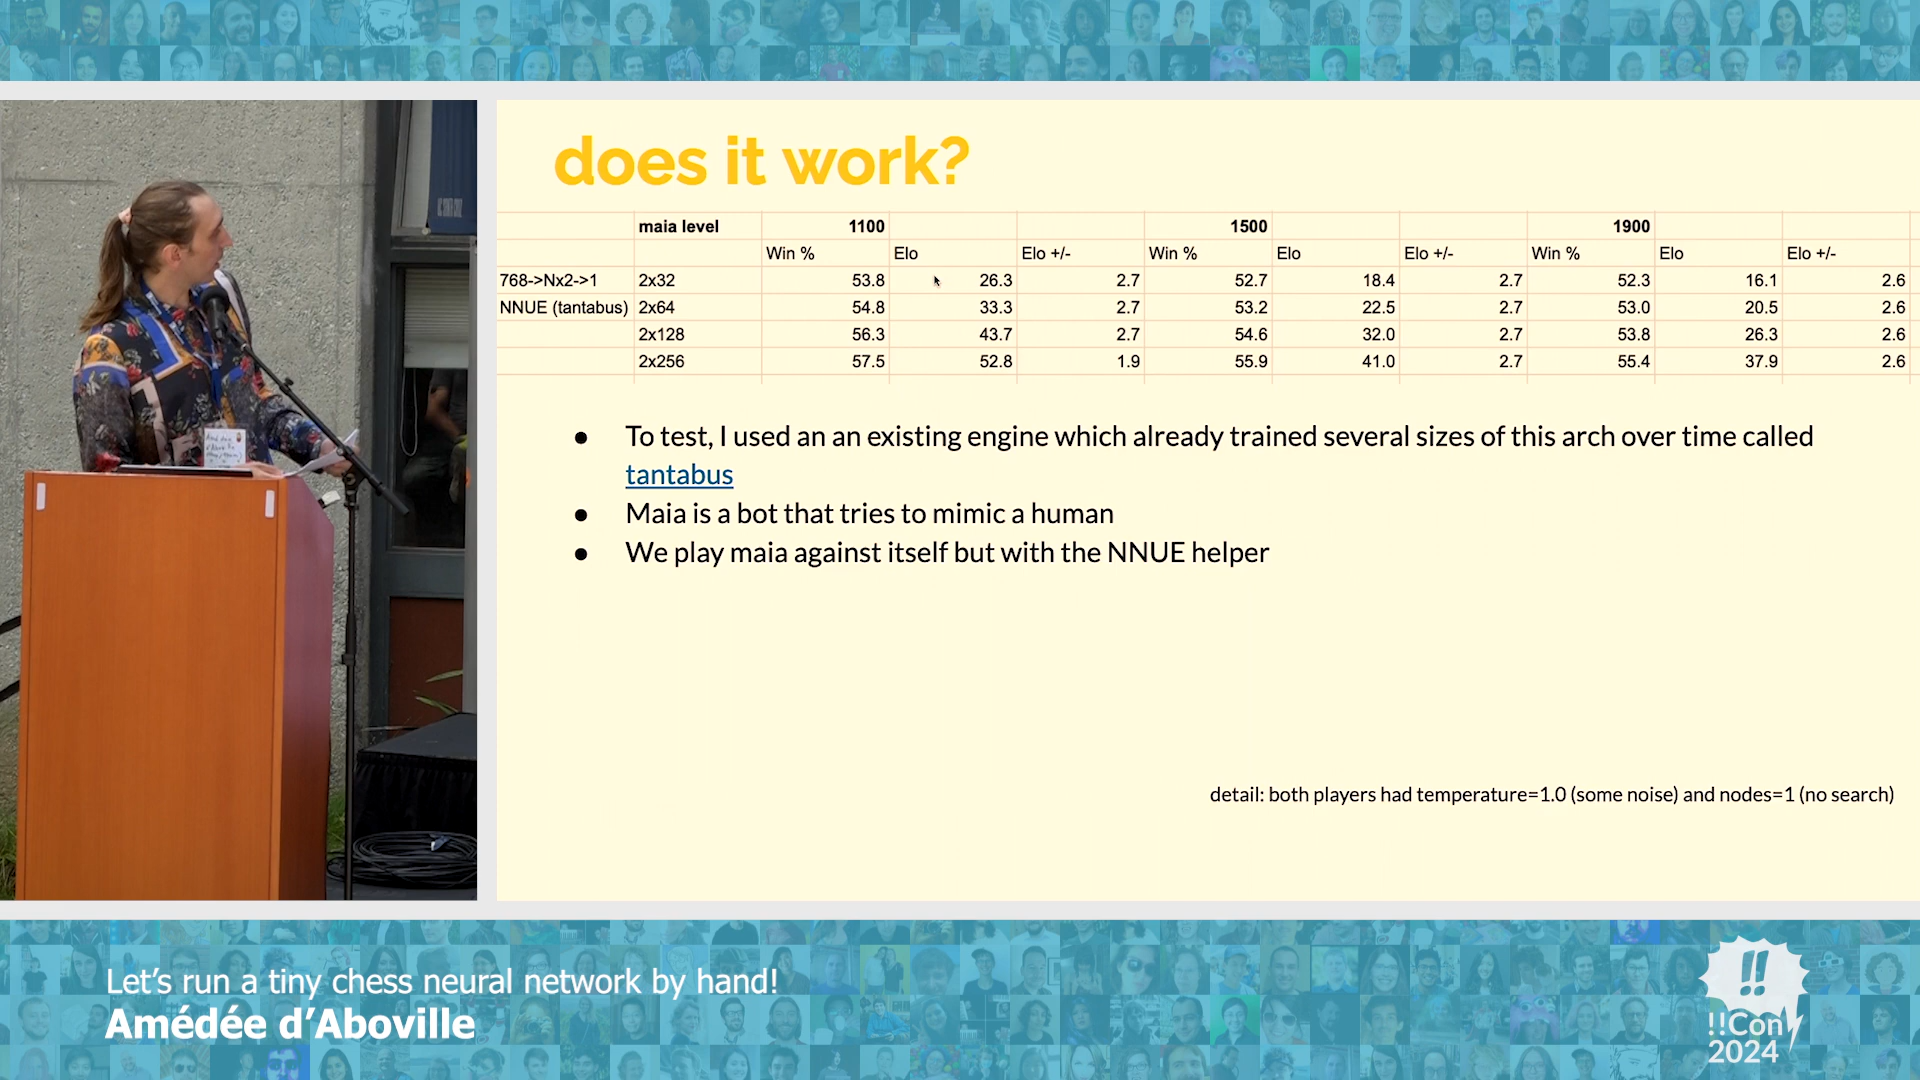 does it work?
maia level 1100 1500 1900
Win % Elo Elo +/- Win % Elo Elo +/- Win % Elo Elo +/-
768->Nx2->1 2x32 53.8 26.3 2.7 52.7 18.4 2.7 52.3 16.1 2.6
NNUE (tantabus) 2x64 54.8 33.3 2.7 53.2 22.5 2.7 53.0 20.5 2.6
2x128 56.3 43.7 2.7 54.6 32.0 2.7 53.8 26.3 2.6
2x256 57.5 52.8 1.9 55.9 41.0 2.7 55.4 37.9 2.6
● To test, I used an an existing engine which already trained several sizes of this arch over time called
tantabus
● Maia is a bot that tries to mimic a human
● We play maia against itself but with the NNUE helper
detail: both players had temperature=1.0 (some noise) and nodes=1 (no search)
Let's run a tiny chess neural network by hand!
Amédée d'Aboville
!!
!!Con
2024